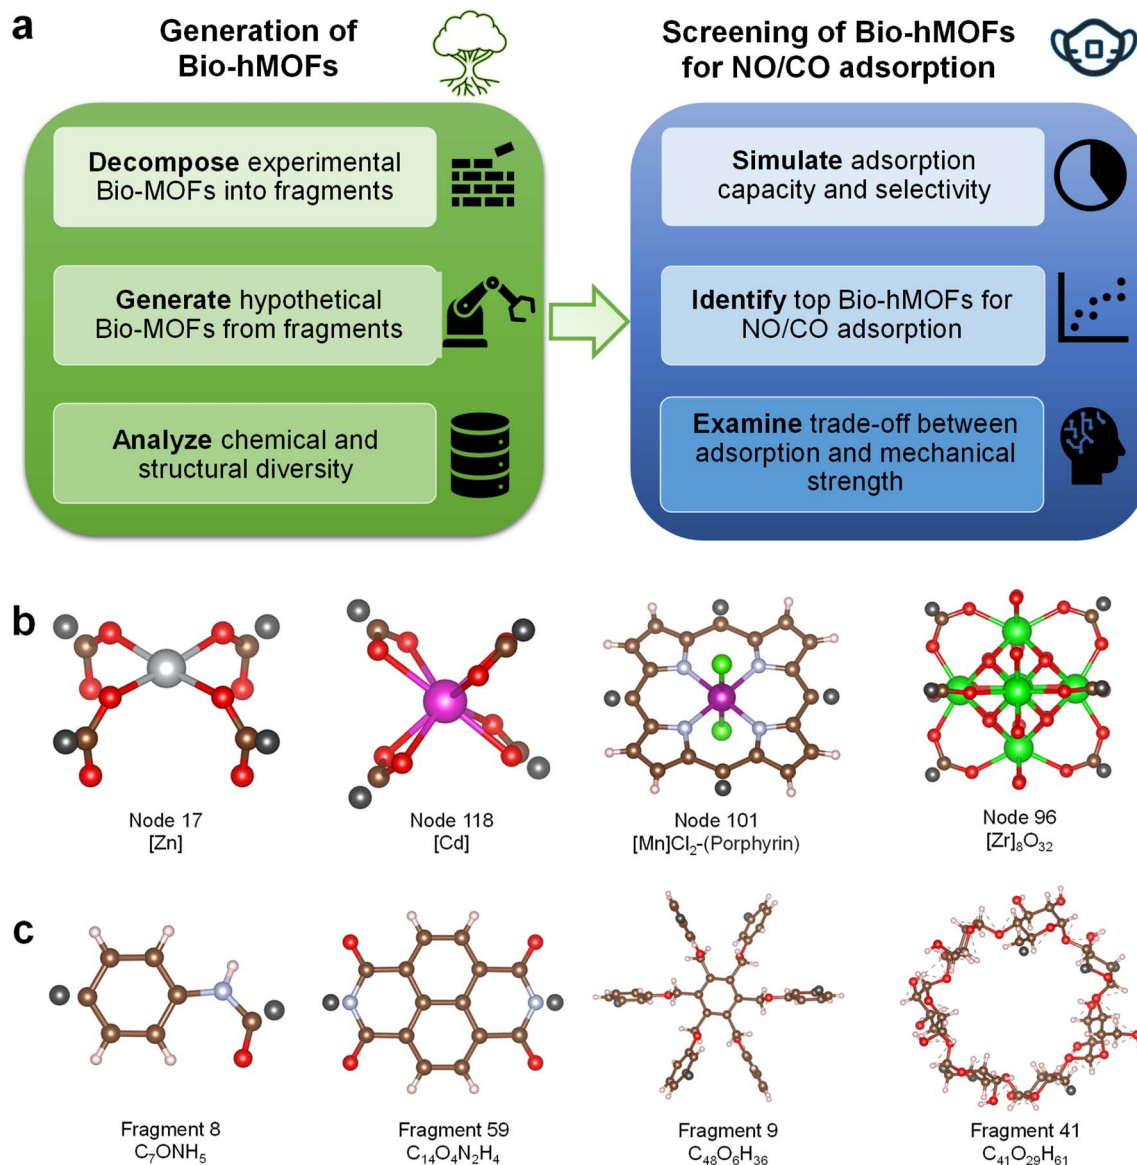 a
Generation of
Bio-hMOFs
Decompose experimental
Bio-MOFs into fragments
Generate hypothetical
Bio-MOFs from fragments
Analyze chemical and
structural diversity
Screening of Bio-hMOFs
for NO/CO adsorption
Simulate adsorption
capacity and selectivity
Identify top Bio-hMOFs for
NO/CO adsorption
Examine trade-off between
adsorption and mechanical
strength
b
Node 17
[Zn]
Node 118
[Cd]
Node 101
[Mn]Cl₂-(Porphyrin)
Node 96
[Zr]₈O₃₂
c
Fragment 8
C₇ONH₅
Fragment 59
C₁₄O₄N₂H₄
Fragment 9
C₄₈O₆H₃₆
Fragment 41
C₄₁O₂₉H₆₁